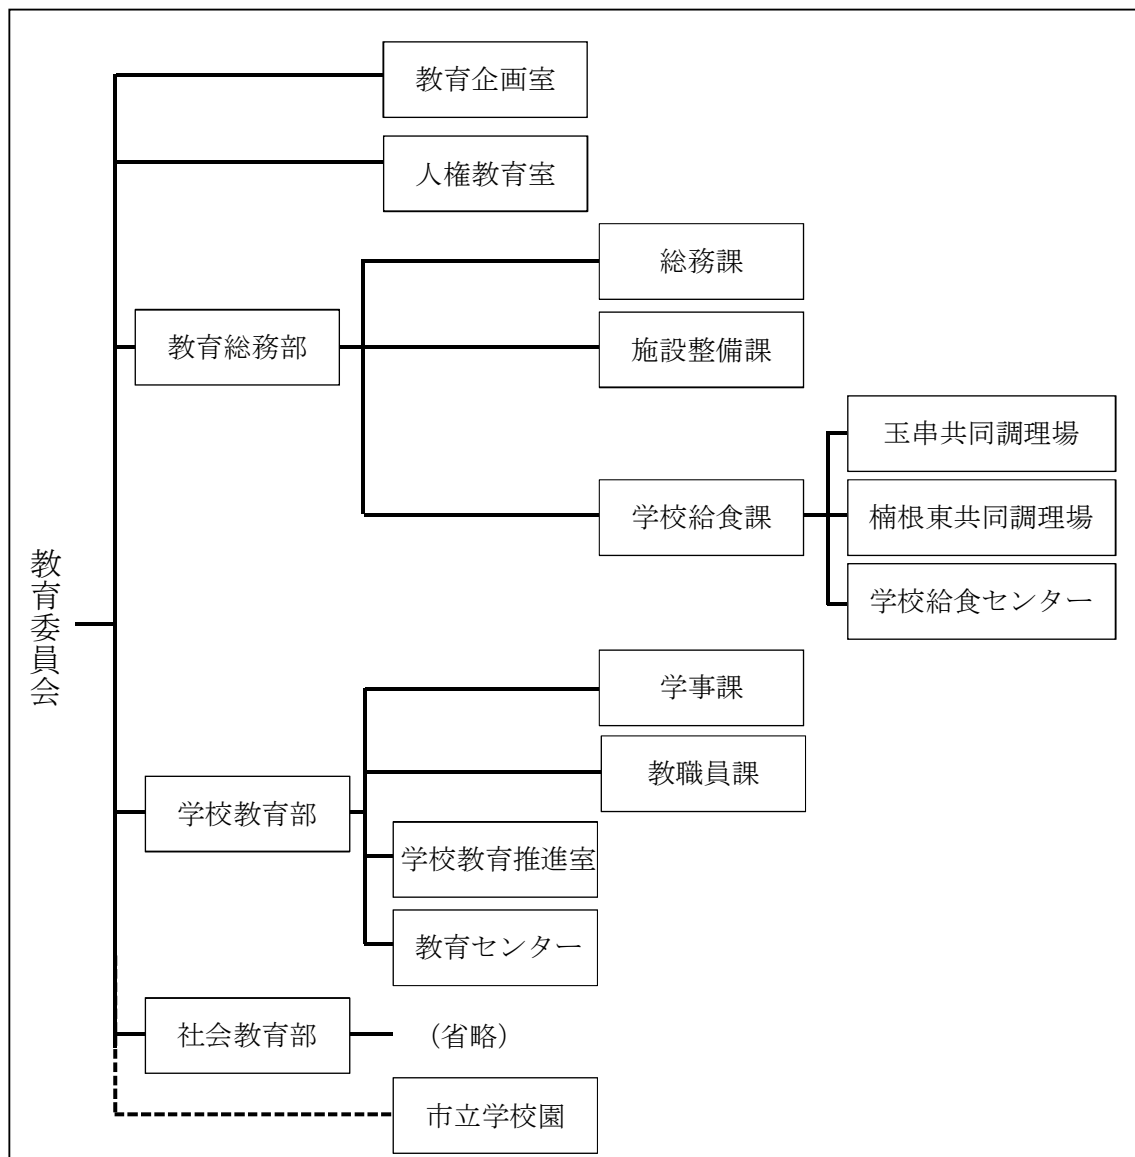 教育企画室
人権教育室
総務課
教育総務部
施設整備課
玉串共同調理場
学校給食課
楠根東共同調理場
学校給食センター
教育委員会
学事課
教職員課
学校教育部
学校教育推進室
教育センター
社会教育部
(省略)
市立学校園